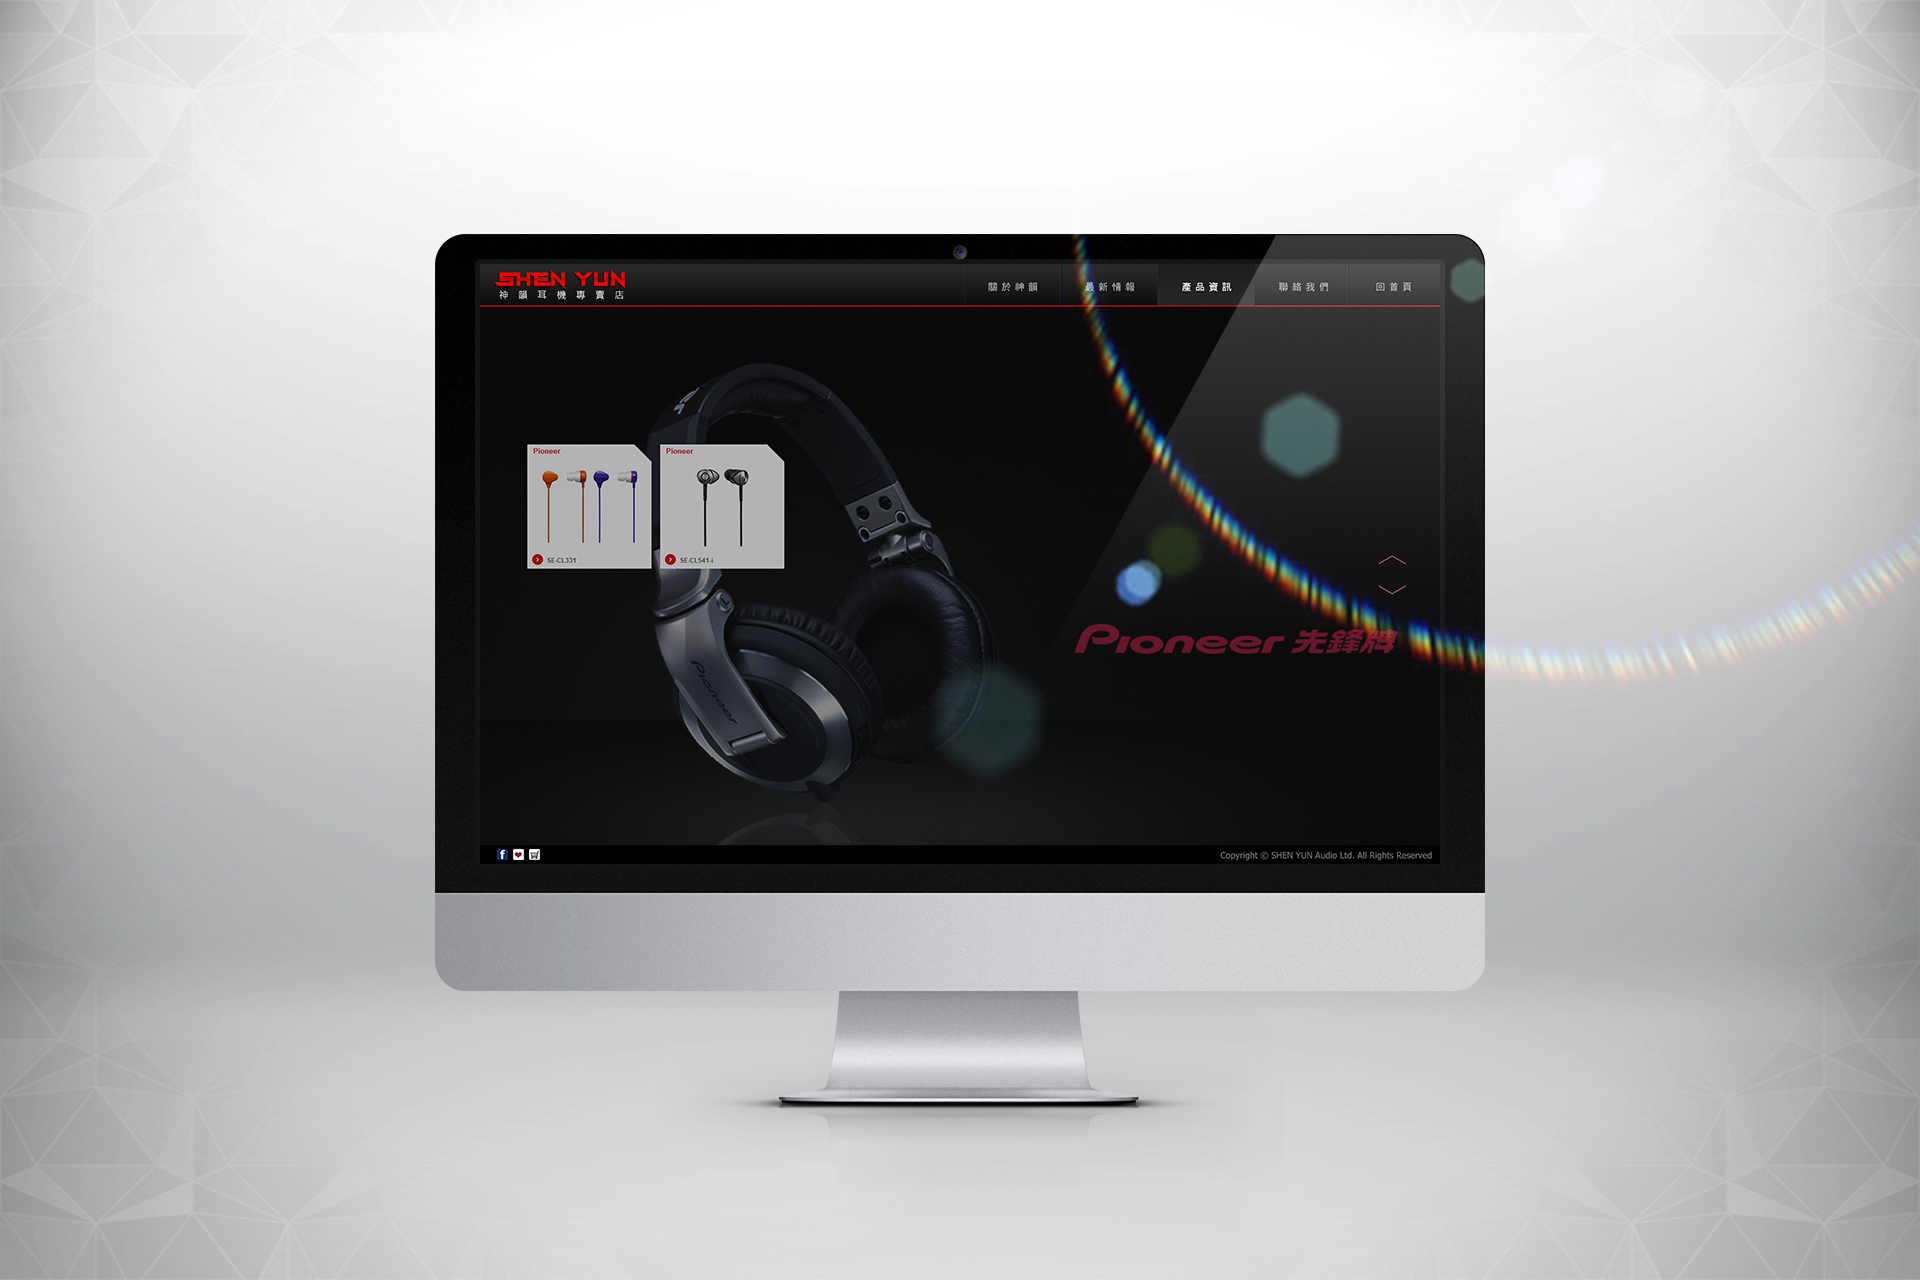 SHEN YUN
神韻耳機專賣店
關於神韻
最新情報
產品資訊
聯絡我們
回首頁
Pioneer
SE-CL331
Pioneer
SE-CL541-i
Pioneer
Pioneer 先鋒牌
Copyright © SHEN YUN Audio Ltd. All Rights Reserved